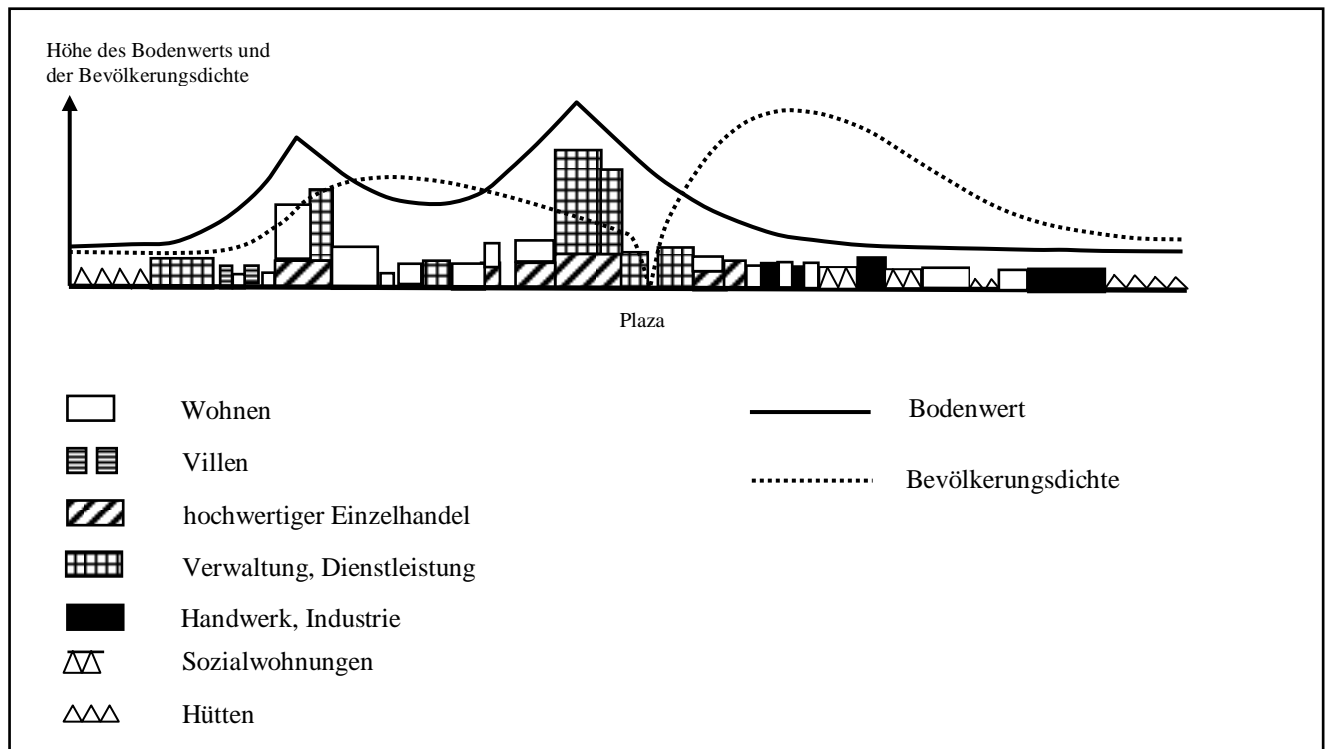 Höhe des Bodenwerts und
der Bevölkerungsdichte
Plaza
Wohnen
Villen
hochwertiger Einzelhandel
Verwaltung, Dienstleistung
Handwerk, Industrie
Sozialwohnungen
Hütten
Bodenwert
Bevölkerungsdichte